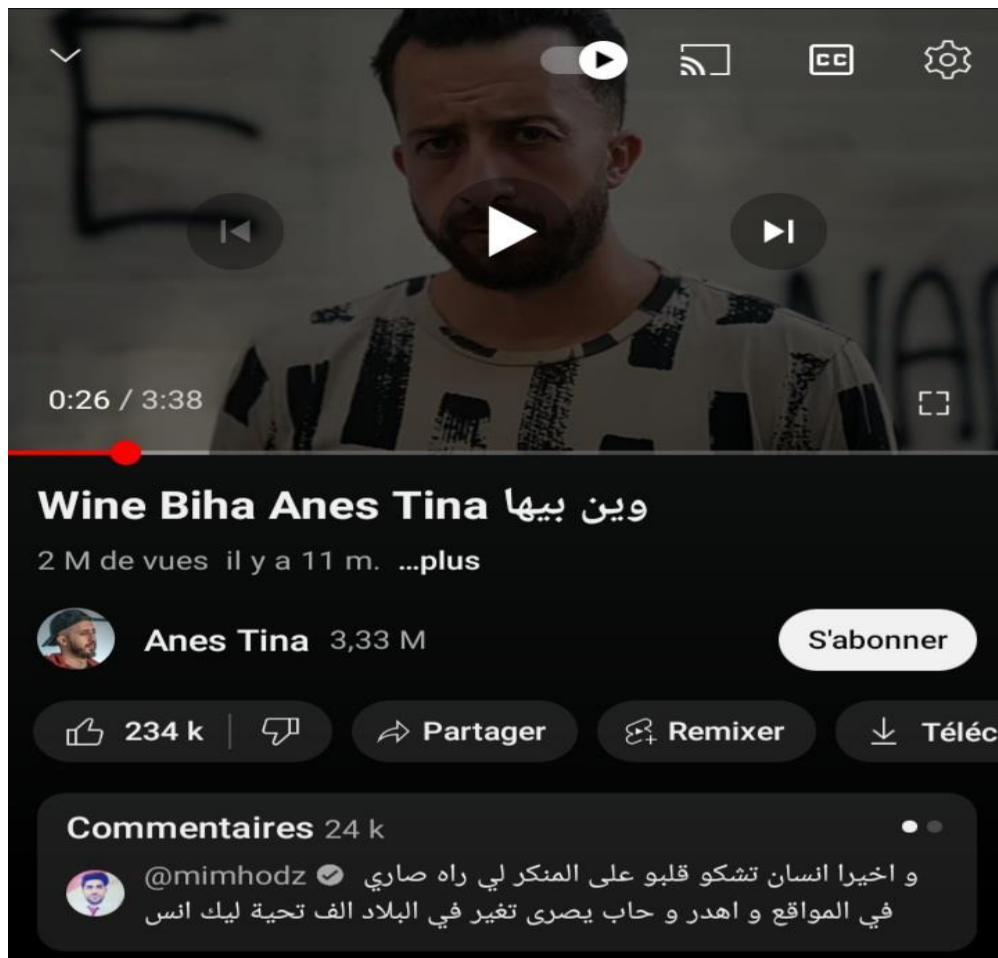 E
CC
0:26 / 3:38
Wine Biha Anes Tina وين بيها
2 M de vues il y a 11 m. ...plus
Anes Tina 3,33 M
S'abonner
234 k
Partager
Remixer
Téléc
Commentaires 24 k
@mimhodz و اخيرا انسان تشكو قلبو على المنكر لي راه صاري
في المواقع و اهدر و حاب يصرى تغير في البلاد الف تحية ليك انس